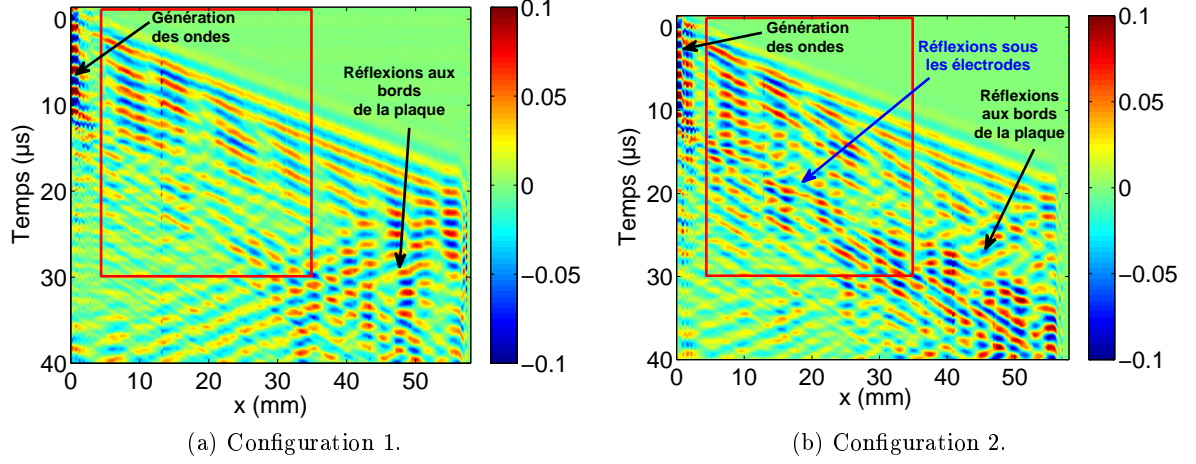 Génération
des ondes
Réflexions aux
bords
de la plaque
0
10
20
30
40
Temps (µs)
0 10 20 30 40 50
x (mm)
0.1
0.05
0
−0.05
−0.1
(a) Configuration 1.
Génération
des ondes
Réflexions sous
les électrodes
Réflexions
aux bords
de la plaque
0
10
20
30
40
Temps (µs)
0 10 20 30 40 50
x (mm)
0.1
0.05
0
−0.05
−0.1
(b) Configuration 2.